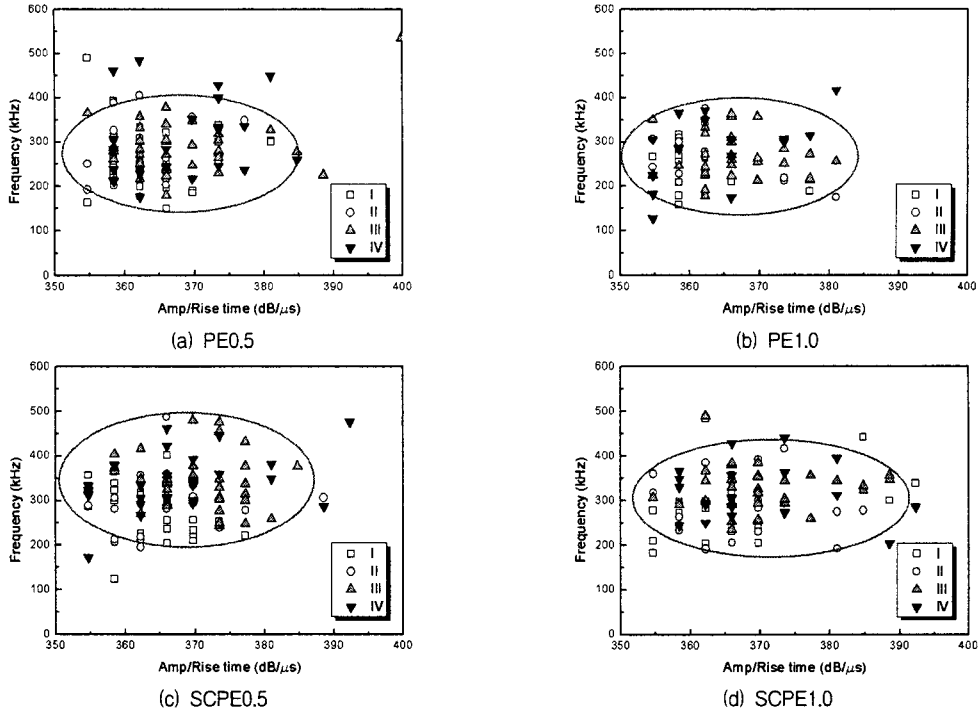 600
500
400
300
200
100
0
Frequency (kHz)
350 360 370 380 390 400
Amp/Rise time (dB/μs)
I
II
III
IV
(a) PE0.5
600
500
400
300
200
100
0
Frequency (kHz)
350 360 370 380 390 400
Amp/Rise time (dB/μs)
I
II
III
IV
(b) PE1.0
600
500
400
300
200
100
0
Frequency (kHz)
350 360 370 380 390 400
Amp/Rise time (dB/μs)
I
II
III
IV
(c) SCPE0.5
600
500
400
300
200
100
0
Frequency (kHz)
350 360 370 380 390 400
Amp/Rise time (dB/μs)
I
II
III
IV
(d) SCPE1.0